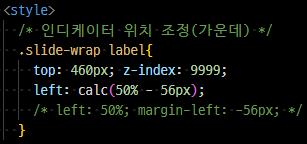 <style>
/* 인디케이터 위치 조정(가운데) */
.slide-wrap label{
top: 460px; z-index: 9999;
left: calc(50% - 56px);
/* left: 50%; margin-left: -56px; */
}